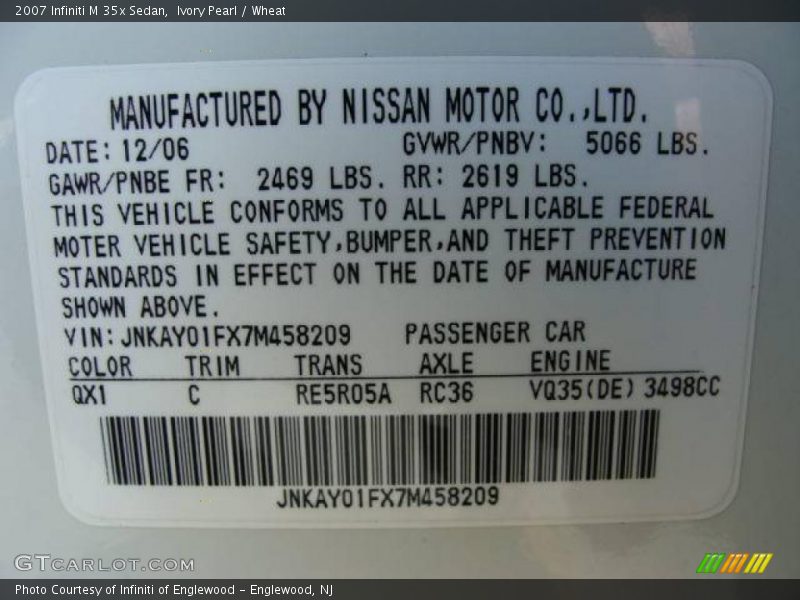 2007 Infiniti M 35x Sedan,  Ivory Pearl / Wheat
MANUFACTURED BY NISSAN MOTOR CO.,LTD.
DATE: 12/06 GVWR/PNBV: 5066 LBS.
GAWR/PNBE FR: 2469 LBS. RR: 2619 LBS.
THIS VEHICLE CONFORMS TO ALL APPLICABLE FEDERAL
MOTER VEHICLE SAFETY,BUMPER,AND THEFT PREVENTION
STANDARDS IN EFFECT ON THE DATE OF MANUFACTURE
SHOWN ABOVE.
VIN: JNKAY01FX7M458209 PASSENGER CAR
COLOR TRIM TRANS AXLE ENGINE
QX1 C RE5R05A RC36 VQ35(DE) 3498CC
JNKAY01FX7M458209
GTCARLOT.COM
Photo Courtesy of Infiniti of Englewood - Englewood, NJ